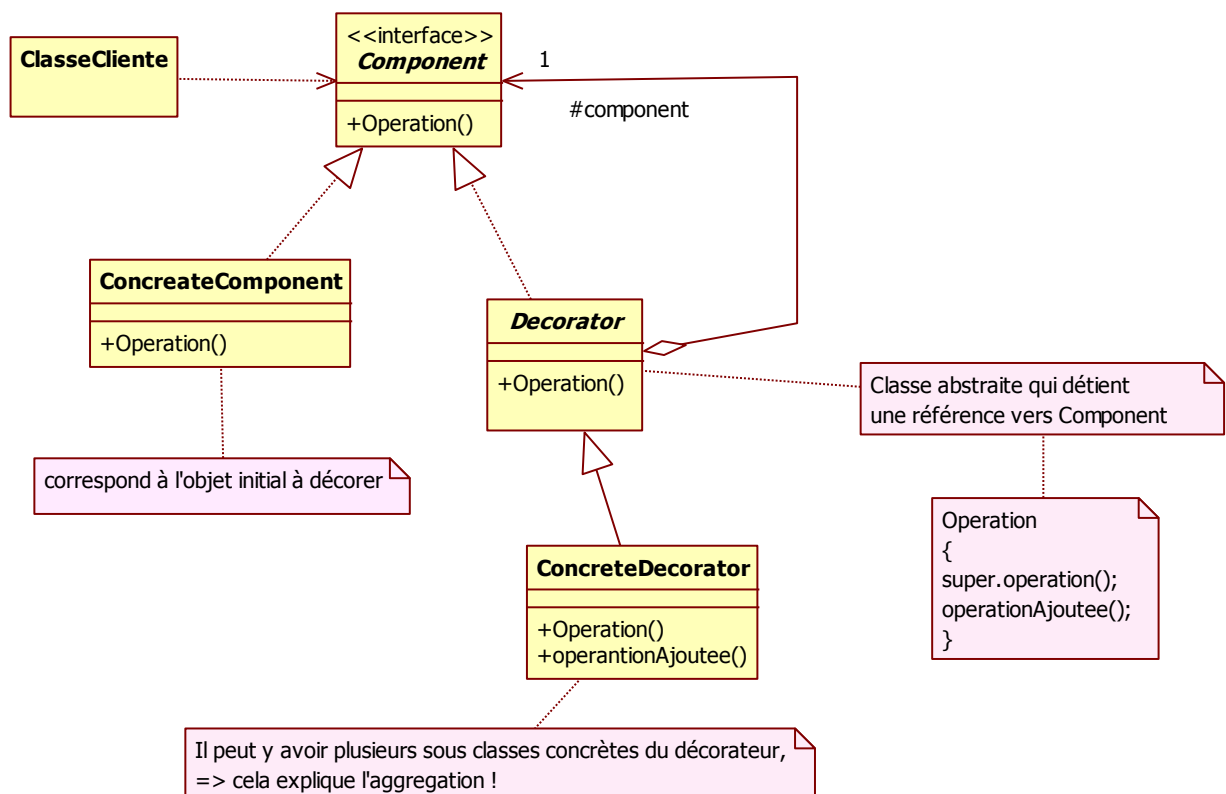 ClasseCliente
<<interface>>
Component
+Operation()
1
#component
ConcreateComponent
+Operation()
Decorator
+Operation()
Classe abstraite qui détient
une référence vers Component
correspond à l'objet initial à décorer
Operation
{
super.operation();
operationAjoutee();
}
ConcreteDecorator
+Operation()
+operantionAjoutee()
Il peut y avoir plusieurs sous classes concrètes du décorateur,
=> cela explique l'aggregation !